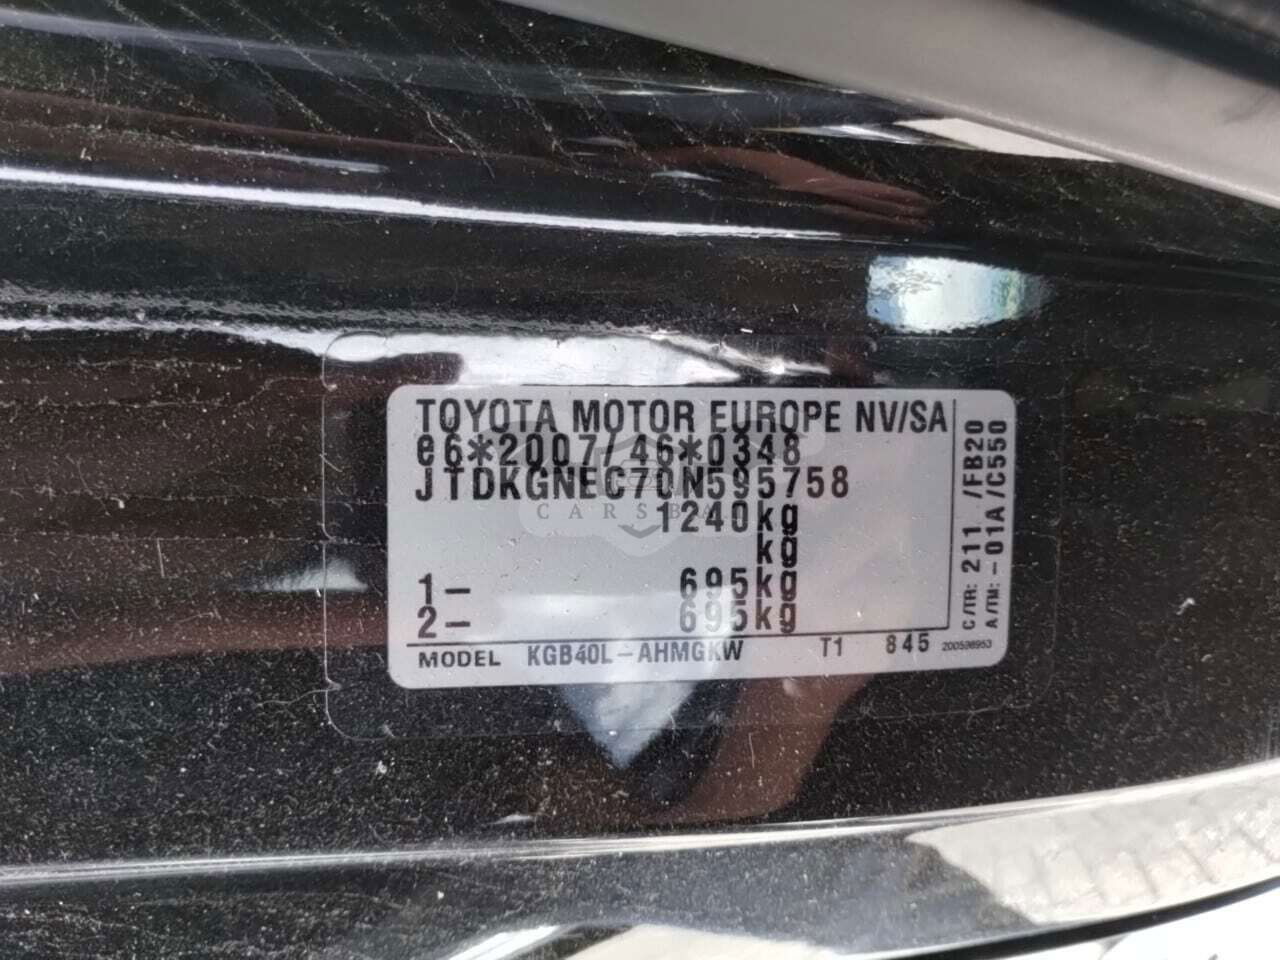 TOYOTA MOTOR EUROPE NV/SA
e6*2007/46*0348
JTDKGNEC70N595758
1240kg
kg
1- 695kg
2- 695kg
C/TR: 211 /FB20
A/TM: -01A/C550
MODEL KGB40L-AHMGKW T1 845 200598953